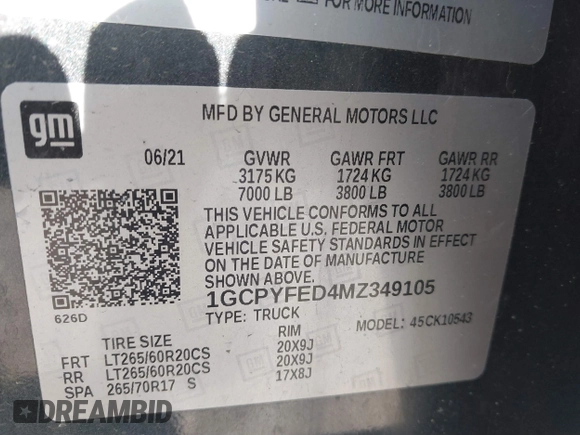 FOR MORE INFORMATION
gm
MFD BY GENERAL MOTORS LLC
06/21 GVWR GAWR FRT GAWR RR
3175 KG 1724 KG 1724 KG
7000 LB 3800 LB 3800 LB
THIS VEHICLE CONFORMS TO ALL
APPLICABLE U.S. FEDERAL MOTOR
VEHICLE SAFETY STANDARDS IN EFFECT
ON THE DATE OF MANUFACTURE
SHOWN ABOVE.
626D
1GCPYFED4MZ349105
TYPE: TRUCK MODEL: 45CK10543
TIRE SIZE RIM
FRT LT265/60R20CS 20X9J
RR LT265/60R20CS 20X9J
SPA 265/70R17 S 17X8J
DREAMBID